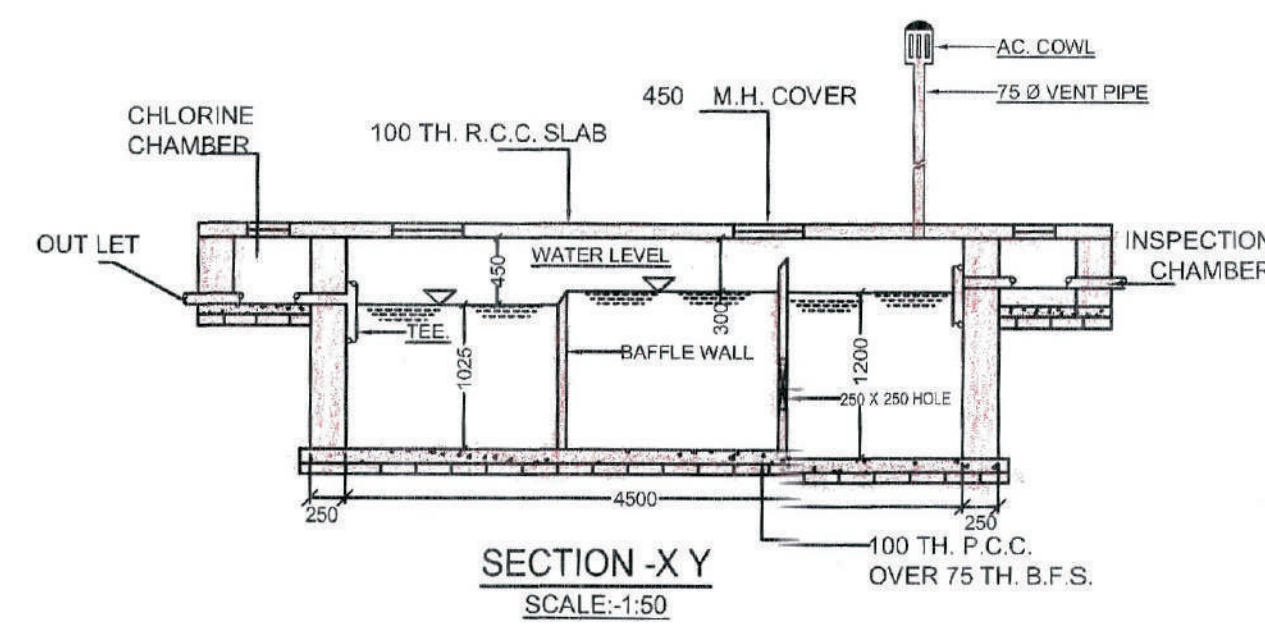 AC. COWL
75 Ø VENT PIPE
450 M.H. COVER
CHLORINE
CHAMBER
100 TH. R.C.C. SLAB
OUT LET
INSPECTION
CHAMBER
450
WATER LEVEL
300
TEE.
1025
BAFFLE WALL
1200
250 X 250 HOLE
250
4500
250
100 TH. P.C.C.
OVER 75 TH. B.F.S.
SECTION -X Y
SCALE:-1:50